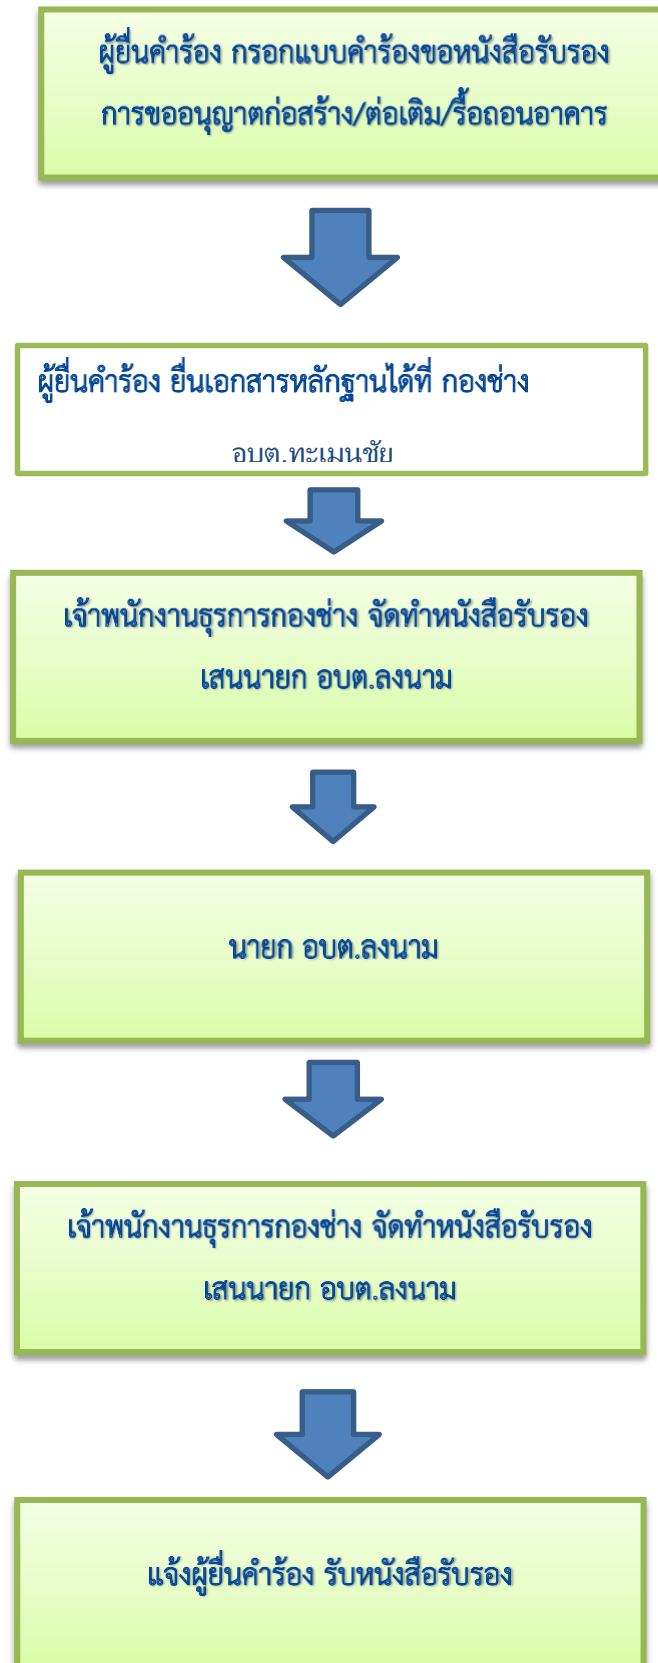 ผู้ยื่นคำร้อง กรอกแบบคำร้องขอหนังสือรับรอง
การขออนุญาตก่อสร้าง/ต่อเติม/รื้อถอนอาคาร
ผู้ยื่นคำร้อง ยื่นเอกสารหลักฐานได้ที่ กองช่าง
อบต.ทะเมนชัย
เจ้าพนักงานธุรการกองช่าง จัดทำหนังสือรับรอง
เสนนายก อบต.ลงนาม
นายก อบต.ลงนาม
เจ้าพนักงานธุรการกองช่าง จัดทำหนังสือรับรอง
เสนนายก อบต.ลงนาม
แจ้งผู้ยื่นคำร้อง รับหนังสือรับรอง